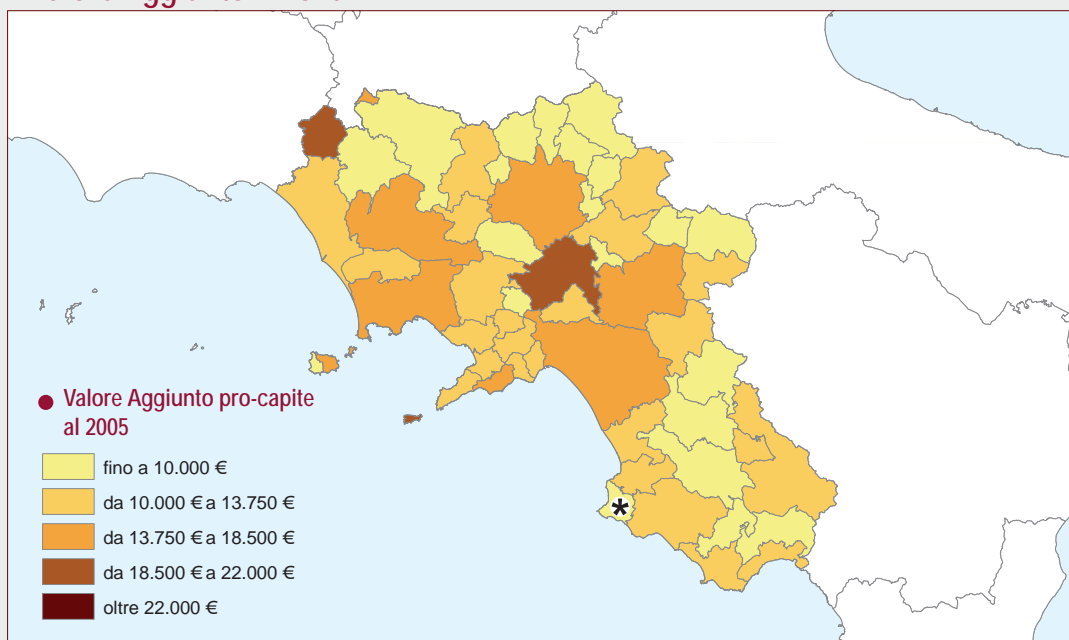 Valore Aggiunto pro-capite
al 2005
fino a 10.000 €
da 10.000 € a 13.750 €
da 13.750 € a 18.500 €
da 18.500 € a 22.000 €
oltre 22.000 €
*